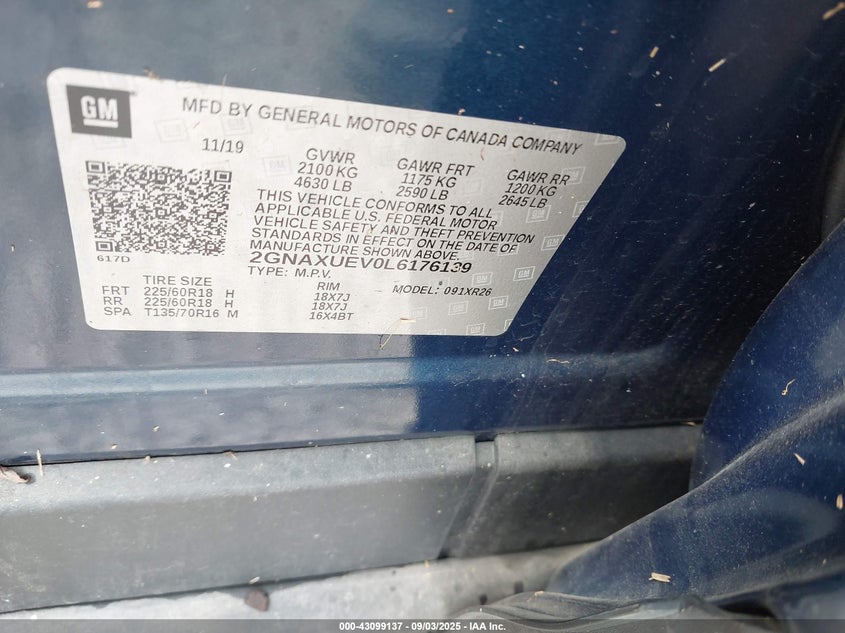 GM
MFD BY GENERAL MOTORS OF CANADA COMPANY
11/19
GVWR
2100 KG
4630 LB
GAWR FRT
1175 KG
2590 LB
GAWR RR
1200 KG
2645 LB
THIS VEHICLE CONFORMS TO ALL
APPLICABLE U.S. FEDERAL MOTOR
VEHICLE SAFETY AND THEFT PREVENTION
STANDARDS IN EFFECT ON THE DATE OF
MANUFACTURE SHOWN ABOVE.
2GNAXUEV0L6176139
TYPE: M.P.V.
MODEL: 091XR26
617D
TIRE SIZE
RIM
FRT 225/60R18 H 18X7J
RR 225/60R18 H 18X7J
SPA T135/70R16 M 16X4BT
000-43099137 - 09/03/2025 - IAA Inc.